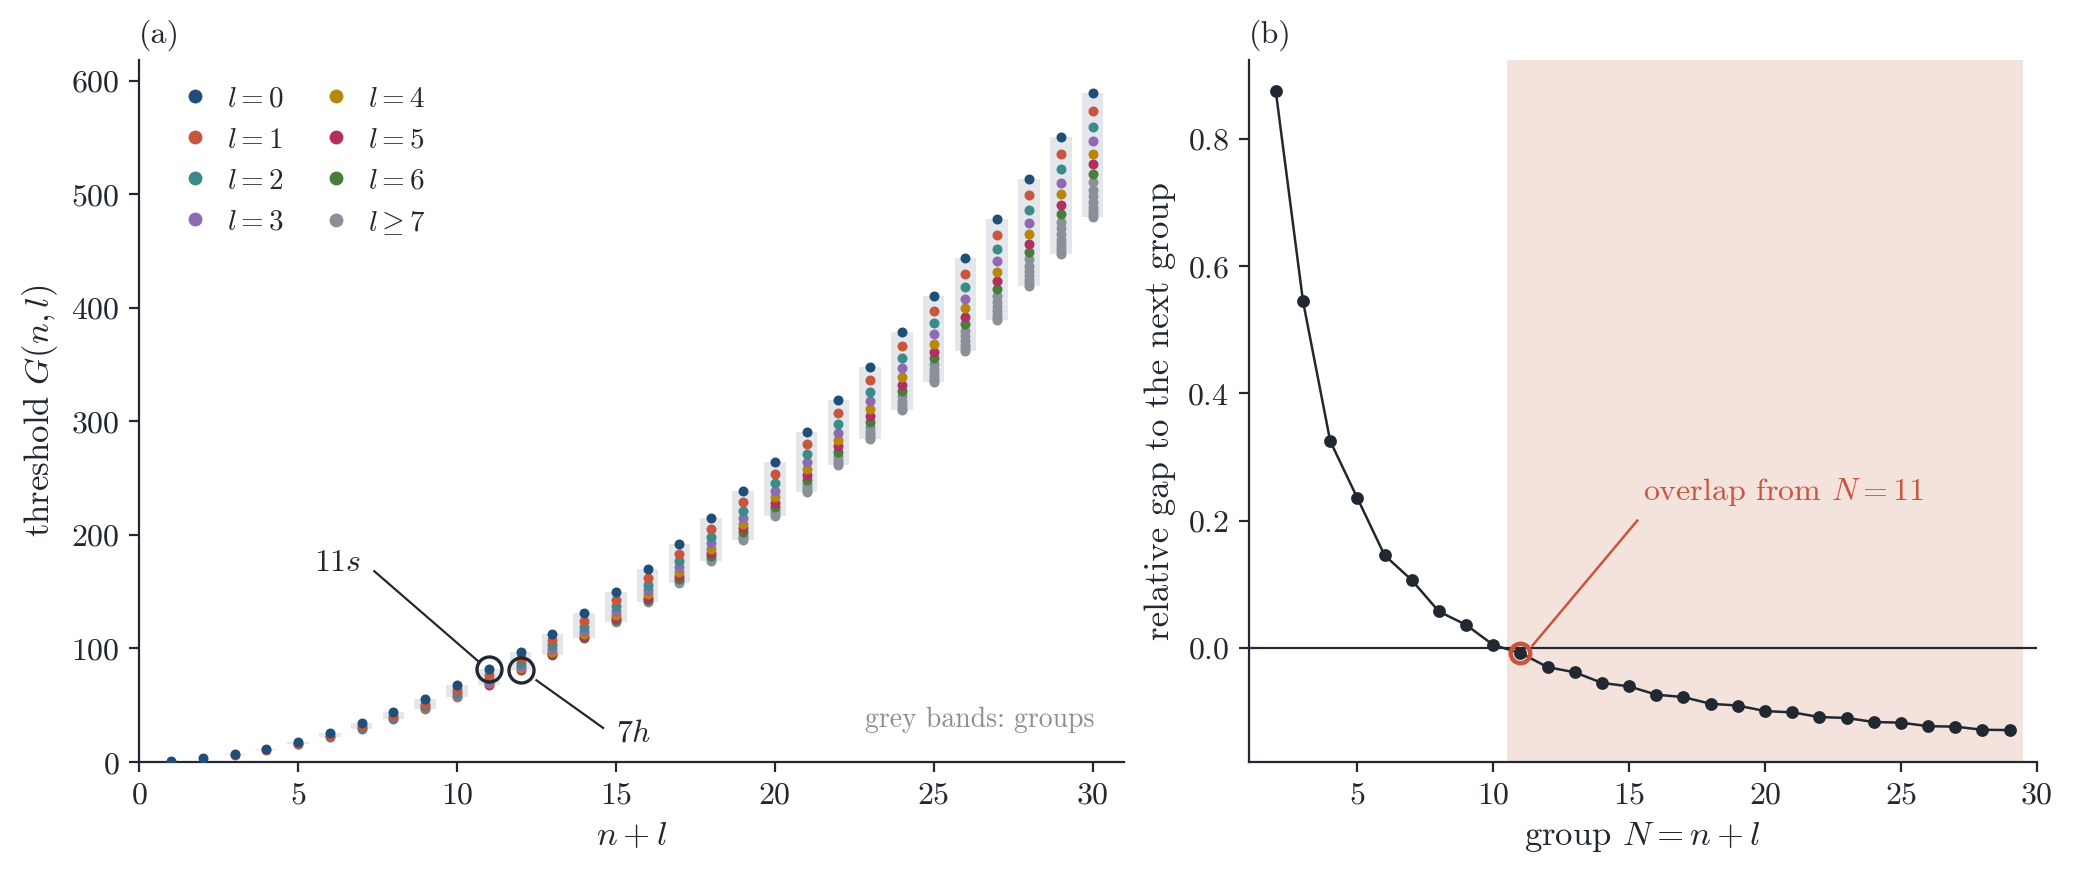 (a)
threshold G(n, l)
600
500
400
300
200
100
0
l = 0
l = 1
l = 2
l = 3
l = 4
l = 5
l = 6
l ≥ 7
11s
7h
grey bands: groups
0
5
10
15
20
25
30
n + l
(b)
relative gap to the next group
0.8
0.6
0.4
0.2
0.0
overlap from N = 11
5
10
15
20
25
30
group N = n + l